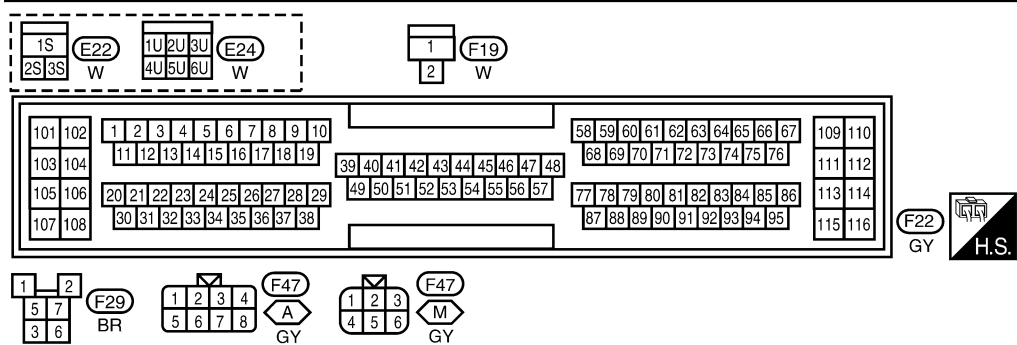 1S
2S 3S
E22
W
1U 2U 3U
4U 5U 6U
E24
W
1
2
F19
W
101 102
103 104
105 106
107 108
1 2 3 4 5 6 7 8 9 10
11 12 13 14 15 16 17 18 19
20 21 22 23 24 25 26 27 28 29
30 31 32 33 34 35 36 37 38
39 40 41 42 43 44 45 46 47 48
49 50 51 52 53 54 55 56 57
58 59 60 61 62 63 64 65 66 67
68 69 70 71 72 73 74 75 76
77 78 79 80 81 82 83 84 85 86
87 88 89 90 91 92 93 94 95
109 110
111 112
113 114
115 116
F22
GY
H.S.
1 2
5 7
3 6
F29
BR
1 2 3 4
5 6 7 8
F47
A
GY
1 2 3
4 5 6
F47
M
GY